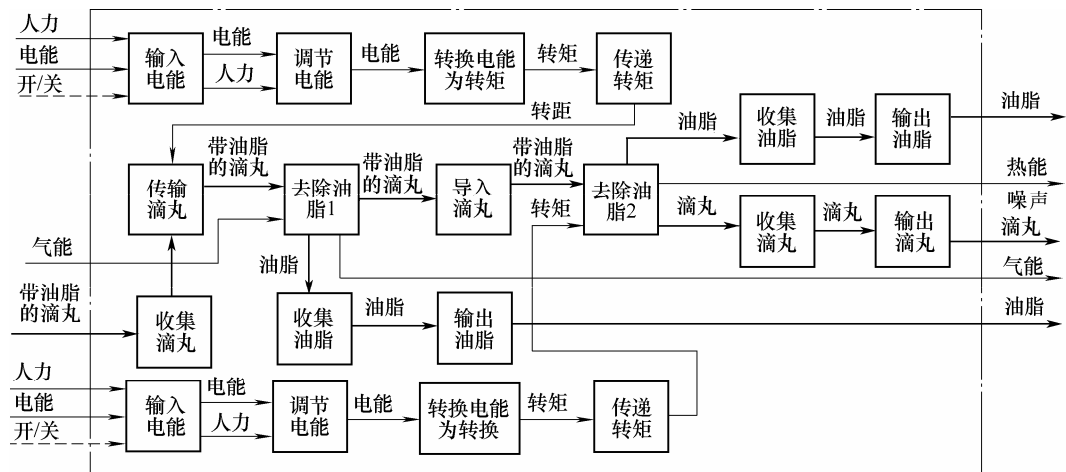 人力
电能
开/关
输入
电能
电能
人力
调节
电能
电能
转换电能
为转矩
转矩
传递
转矩
转距
油脂
收集
油脂
油脂
输出
油脂
油脂
传输
滴丸
带油脂
的滴丸
去除油
脂1
带油脂
的滴丸
导入
滴丸
带油脂
的滴丸
转矩
去除油
脂2
热能
噪声
滴丸
收集
滴丸
滴丸
输出
滴丸
滴丸
气能
气能
油脂
带油脂
的滴丸
收集
滴丸
收集
油脂
油脂
输出
油脂
油脂
人力
电能
开/关
输入
电能
电能
人力
调节
电能
电能
转换电能
为转换
转矩
传递
转矩